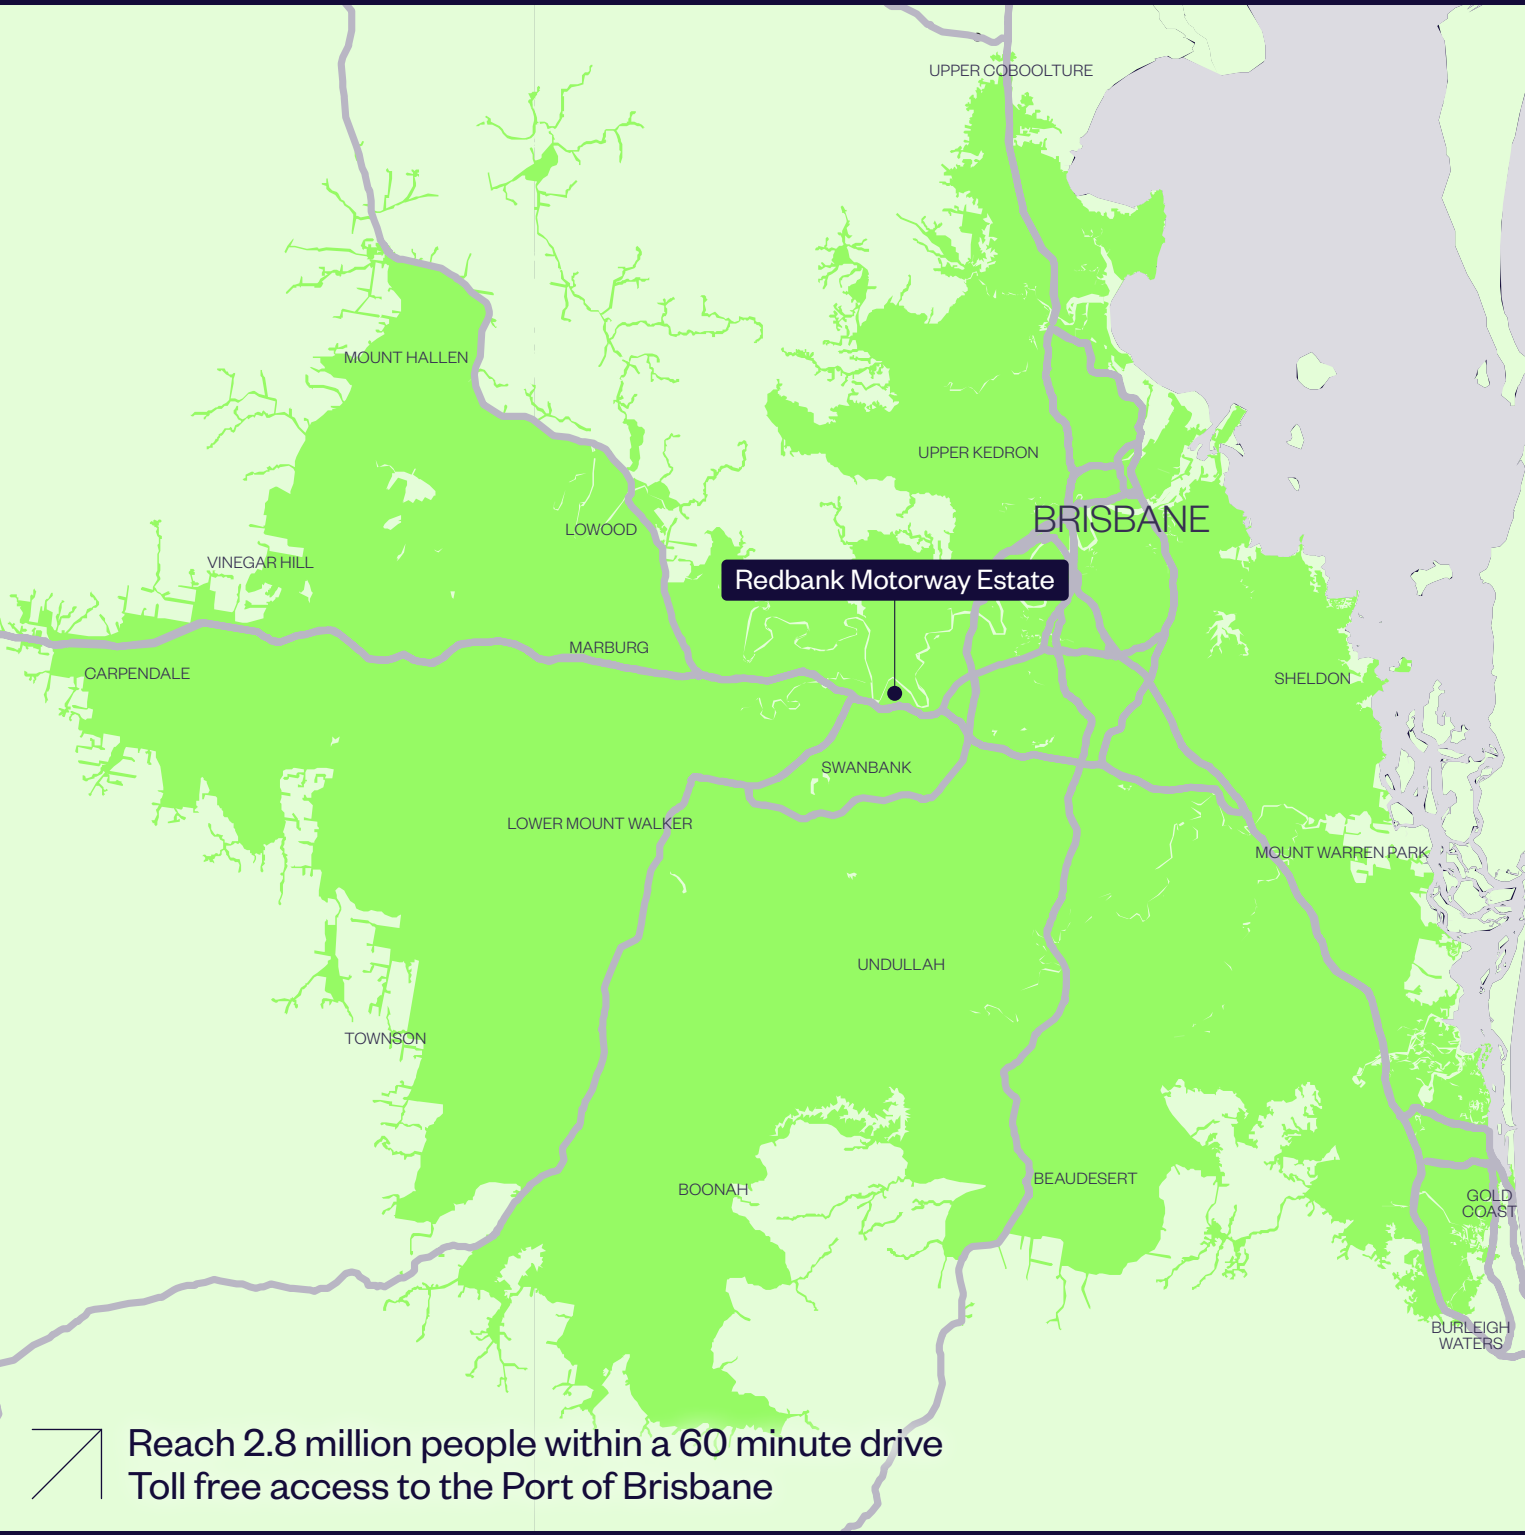 UPPER COBOOLTURE
MOUNT HALLEN
UPPER KEDRON
BRISBANE
LOWOOD
VINEGAR HILL
Redbank Motorway Estate
MARBURG
CARPENDALE
SHELDON
SWANBANK
LOWER MOUNT WALKER
MOUNT WARREN PARK
UNDULLAH
TOWNSON
BEAUDESERT
BOONAH
GOLD
COAST
BURLEIGH
WATERS
Reach 2.8 million people within a 60 minute drive
Toll free access to the Port of Brisbane